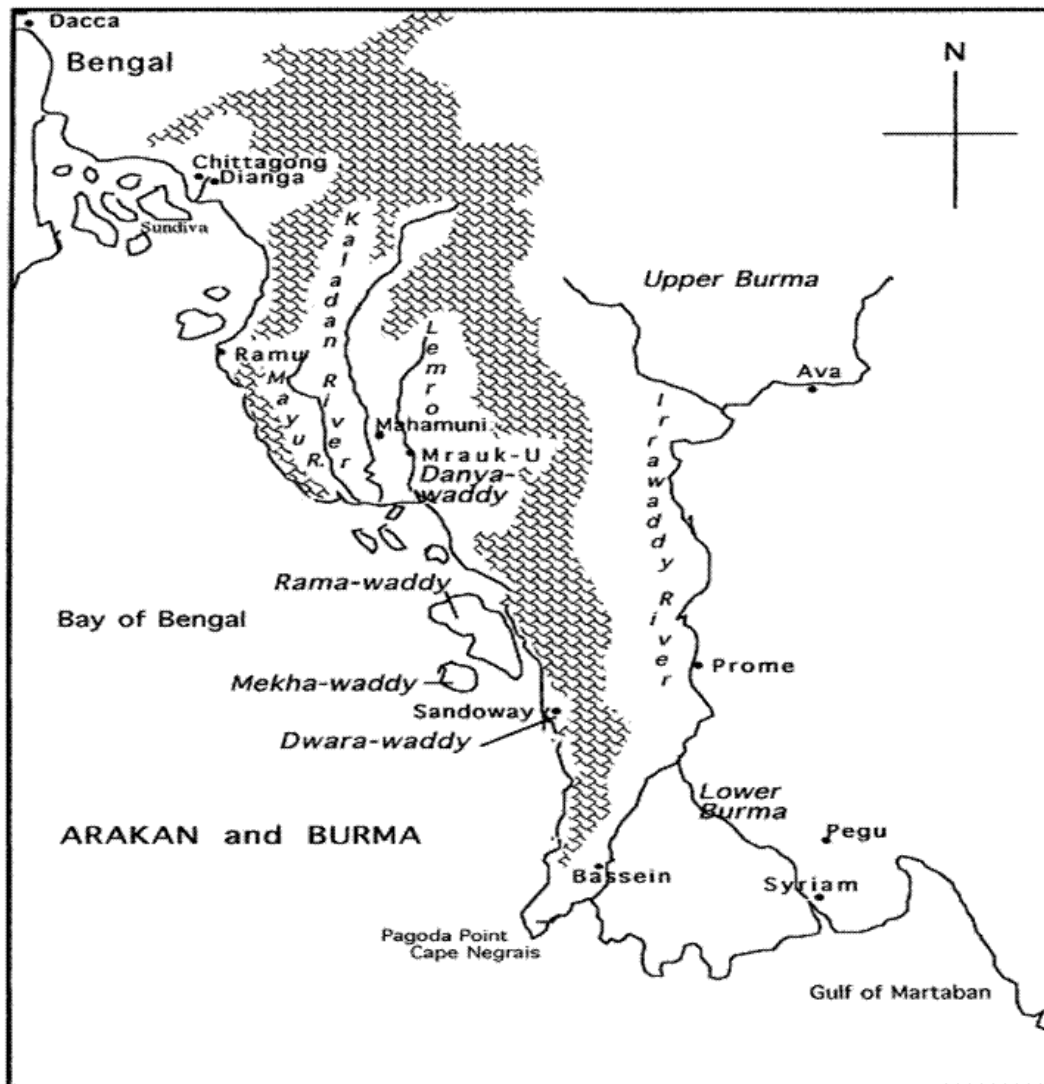 Dacca
Bengal
N
Chittagong
Dianga
Sundiva
Kaladan River
Upper Burma
Lemro
Ramu
Mayu R.
Ava
Irrawaddy River
Mahamuni
Mrauk-U
Danya-
waddy
Rama-waddy
Bay of Bengal
Mekha-waddy
Prome
Sandoway
Dwara-waddy
Lower
Burma
ARAKAN and BURMA
Pegu
Bassein
Syriam
Pagoda Point
Cape Negrais
Gulf of Martaban